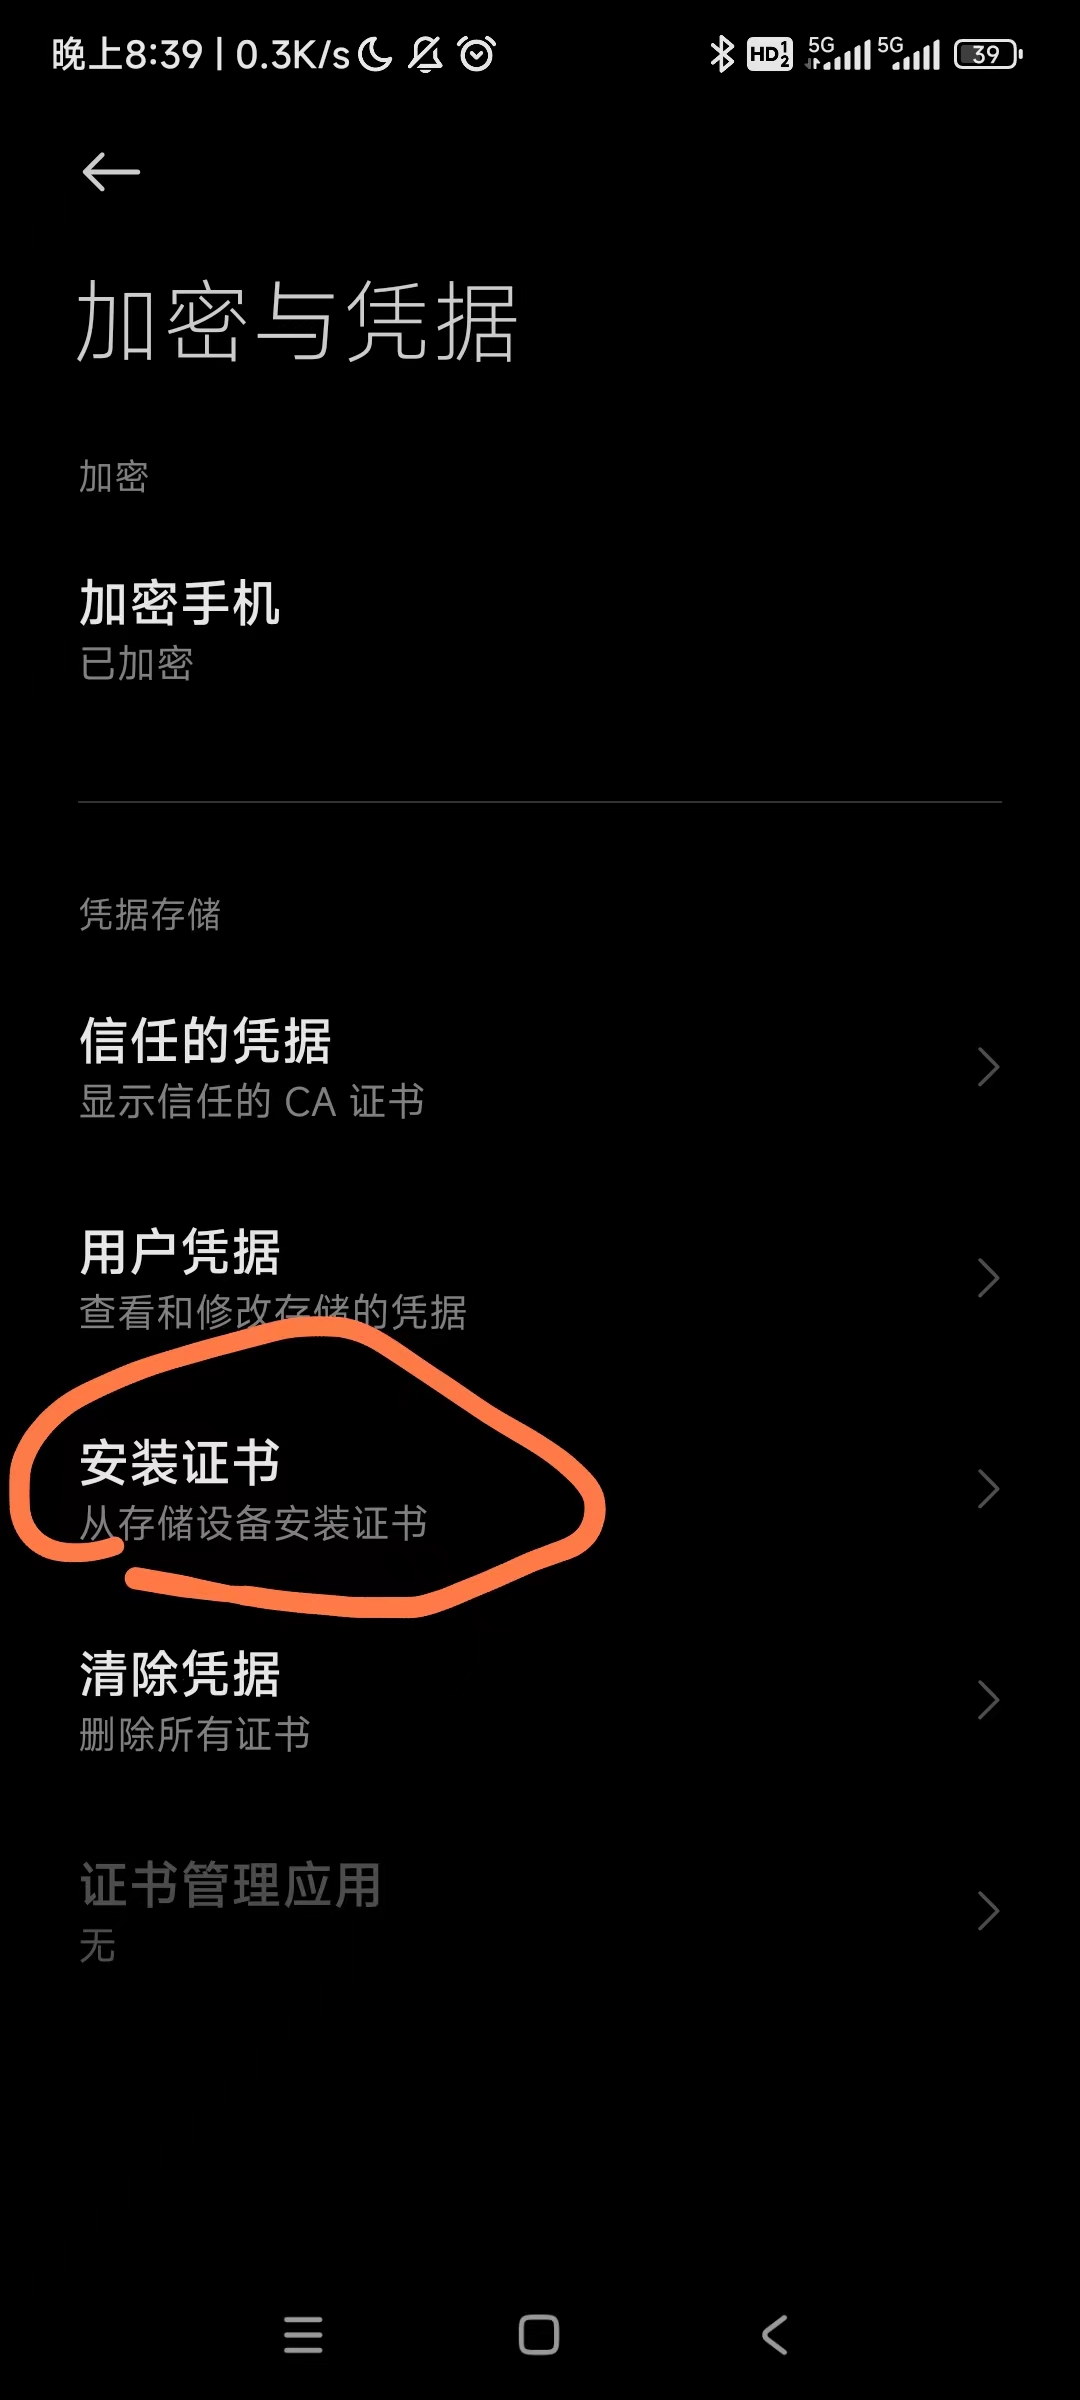 晚上8:39 | 0.3K/s HD 1 2 5G 5G 39
加密与凭据
加密
加密手机
已加密
凭据存储
信任的凭据
显示信任的 CA 证书
用户凭据
查看和修改存储的凭据
安装证书
从存储设备安装证书
清除凭据
删除所有证书
证书管理应用
无